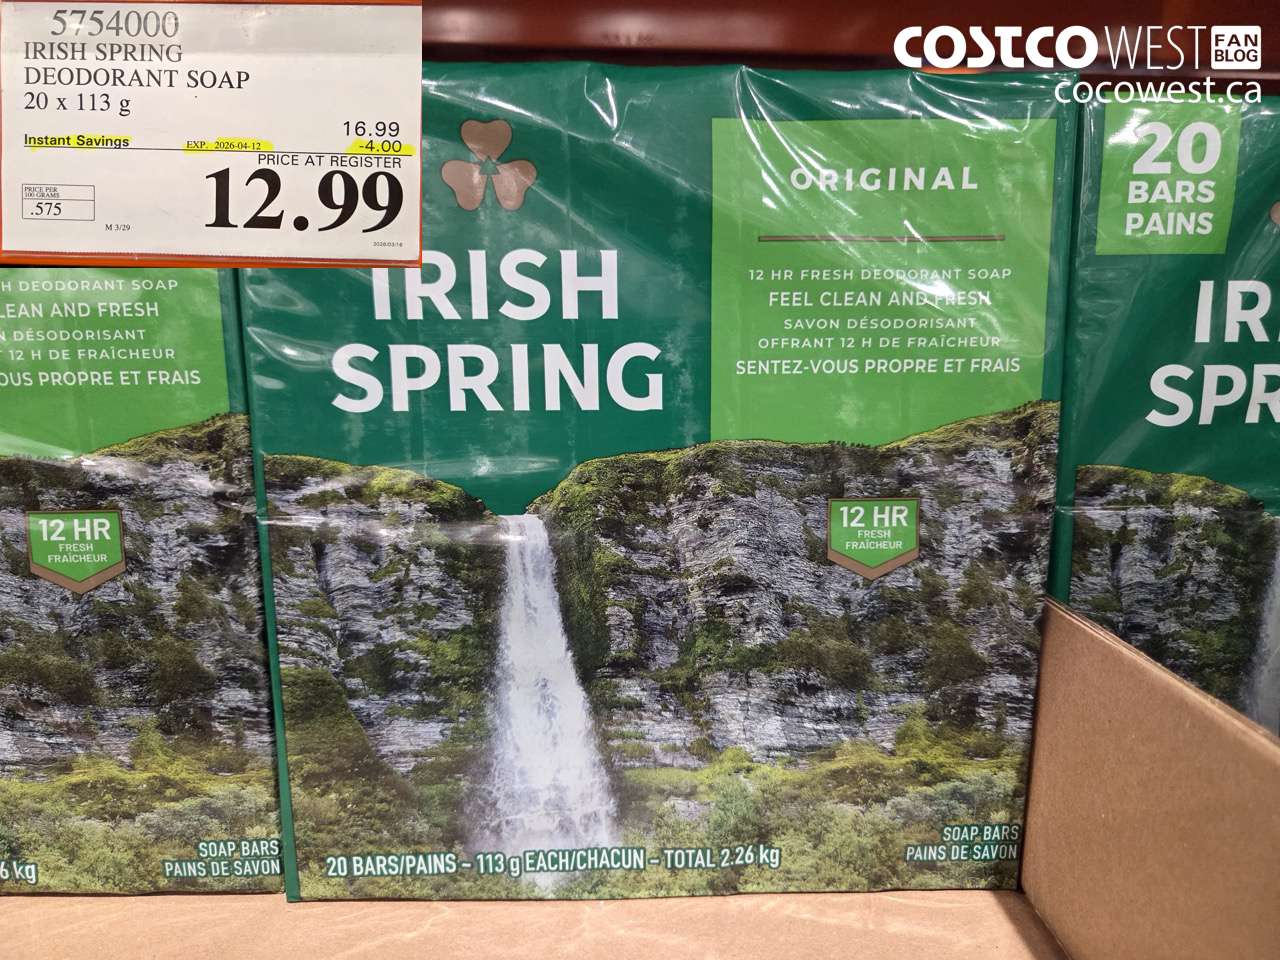 5754000
IRISH SPRING
DEODORANT SOAP
20 x 113 g
16.99
Instant Savings EXP. 2026-04-12 -4.00
PRICE AT REGISTER
12.99
PRICE PER
100 GRAMS
.575
M 3/29
2026/03/16
COSTCO WEST FAN BLOG
cocowest.ca
IRISH
SPRING
ORIGINAL
12 HR FRESH DEODORANT SOAP
FEEL CLEAN AND FRESH
SAVON DÉSODORISANT
OFFRANT 12 H DE FRAÎCHEUR
SENTEZ-VOUS PROPRE ET FRAIS
12 HR
FRESH
FRAÎCHEUR
20 BARS/PAINS – 113 g EACH/CHACUN – TOTAL 2.26 kg
SOAP BARS
PAINS DE SAVON
H DEODORANT SOAP
LEAN AND FRESH
N DÉSODORISANT
12 H DE FRAÎCHEUR
OUS PROPRE ET FRAIS
12 HR
FRESH
FRAÎCHEUR
SOAP BARS
PAINS DE SAVON
6 kg
20
BARS
PAINS
IR
SPR